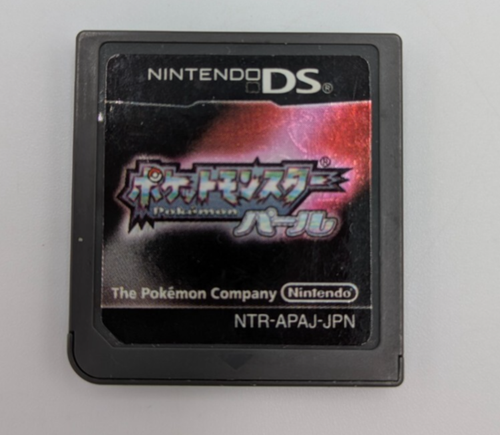 NINTENDO DS®
ポケットモンスター®
Pokémon
パール
The Pokémon Company Nintendo
NTR-APAJ-JPN